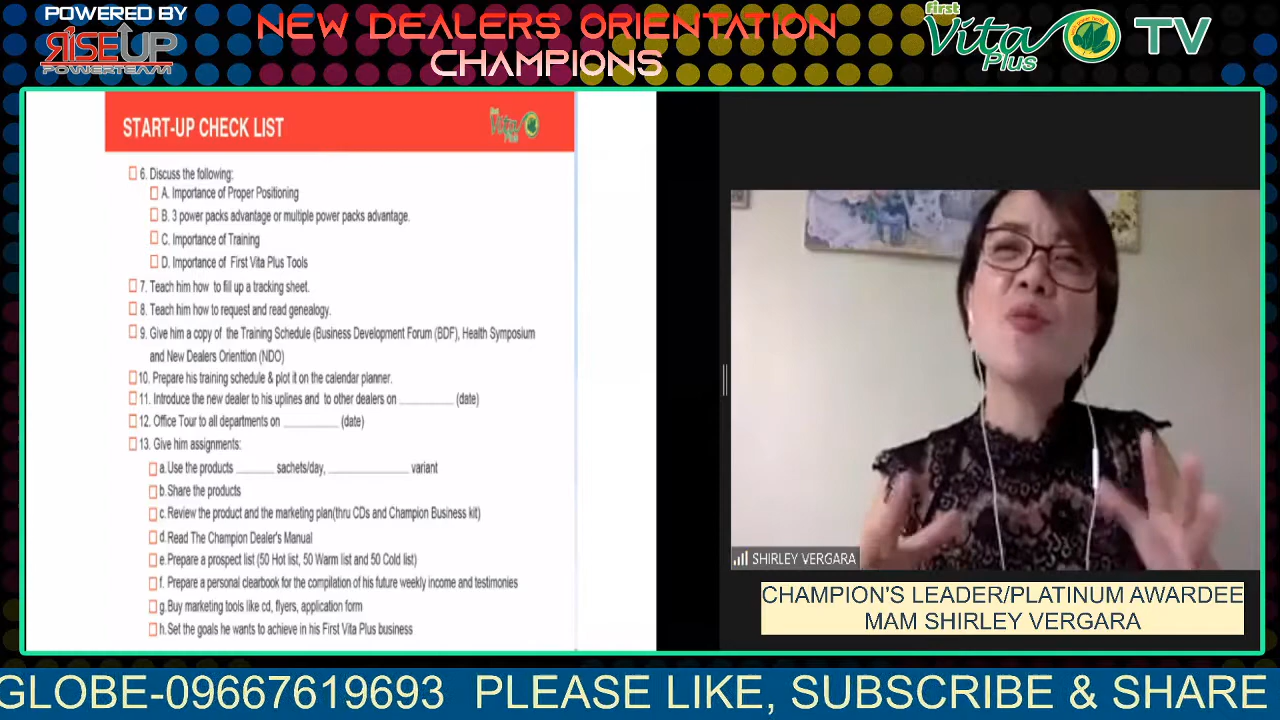 POWERED BY
RISEUP
POWERTEAM
NEW DEALERS ORIENTATION
CHAMPIONS
First
Vita
Plus
TV
START-UP CHECK LIST
First
Vita
Plus
6. Discuss the following:
A. Importance of Proper Positioning
B. 3 power packs advantage or multiple power packs advantage.
C. Importance of Training
D. Importance of First Vita Plus Tools
7. Teach him how to fill up a tracking sheet.
8. Teach him how to request and read genealogy.
9. Give him a copy of the Training Schedule (Business Development Forum (BDF), Health Symposium
and New Dealers Orienttion (NDO)
10. Prepare his training schedule & plot it on the calendar planner.
11. Introduce the new dealer to his uplines and to other dealers on __________ (date)
12. Office Tour to all departments on __________ (date)
13. Give him assignments:
a. Use the products _______ sachets/day, ______________ variant
b. Share the products
c. Review the product and the marketing plan(thru CDs and Champion Business kit)
d. Read The Champion Dealer's Manual
e. Prepare a prospect list (50 Hot list, 50 Warm list and 50 Cold list)
f. Prepare a personal clearbook for the compilation of his future weekly income and testimonies
g. Buy marketing tools like cd, flyers, application form
h. Set the goals he wants to achieve in his First Vita Plus business
SHIRLEY VERGARA
CHAMPION'S LEADER/PLATINUM AWARDEE
MAM SHIRLEY VERGARA
GLOBE-09667619693 PLEASE LIKE, SUBSCRIBE & SHARE